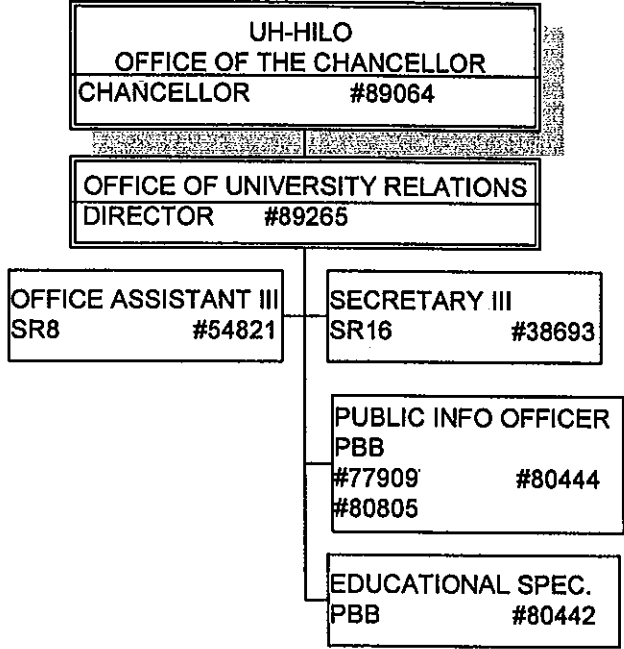 UH-HILO
OFFICE OF THE CHANCELLOR
CHANCELLOR #89064
OFFICE OF UNIVERSITY RELATIONS
DIRECTOR #89265
OFFICE ASSISTANT III
SR8 #54821
SECRETARY III
SR16 #38693
PUBLIC INFO OFFICER
PBB
#77909 #80444
#80805
EDUCATIONAL SPEC.
PBB #80442